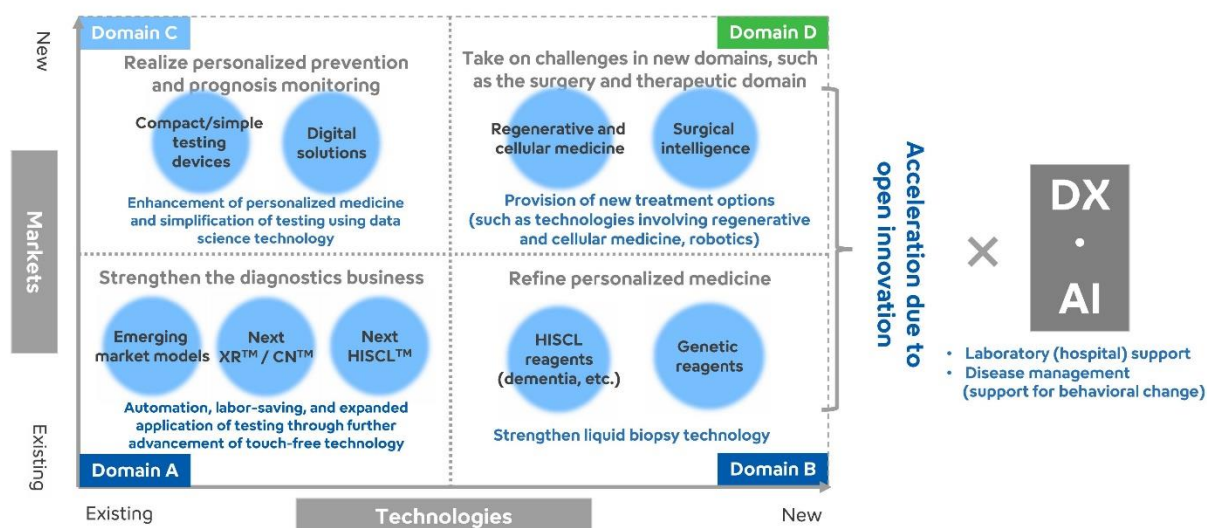 New
Markets
Existing
Domain C
Realize personalized prevention
and prognosis monitoring
Compact/simple
testing
devices
Digital
solutions
Enhancement of personalized medicine
and simplification of testing using data
science technology
Domain D
Take on challenges in new domains, such
as the surgery and therapeutic domain
Regenerative and
cellular medicine
Surgical
intelligence
Provision of new treatment options
(such as technologies involving regenerative
and cellular medicine, robotics)
Strengthen the diagnostics business
Emerging
market models
Next
XR™ / CN™
Next
HISCL™
Automation, labor-saving, and expanded
application of testing through further
advancement of touch-free technology
Domain A
Refine personalized medicine
HISCL
reagents
(dementia, etc.)
Genetic
reagents
Strengthen liquid biopsy technology
Domain B
Existing
Technologies
New
Acceleration due to
open innovation
×
DX
・
AI
• Laboratory (hospital) support
• Disease management
(support for behavioral change)